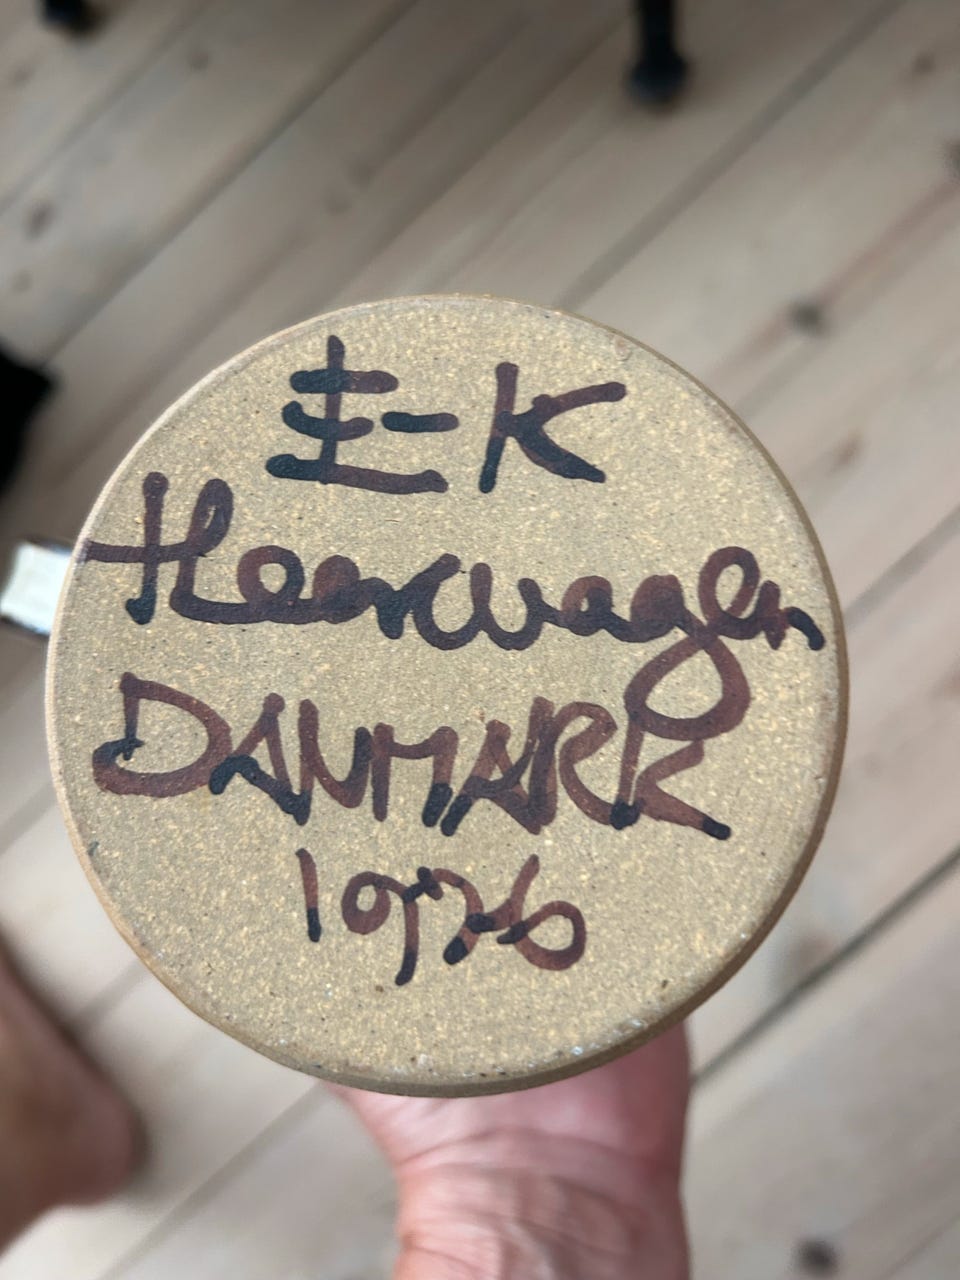 E-K
Heerwagen
DANMARK
1976